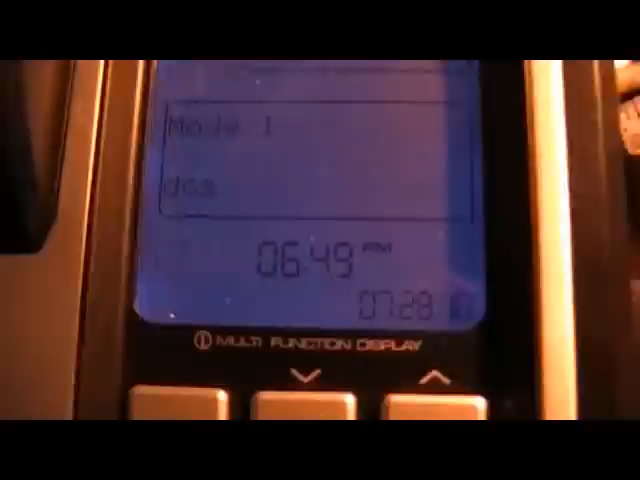 Mode 1
dcs
06:49 PM
07.28.10
MULTI FUNCTION DISPLAY